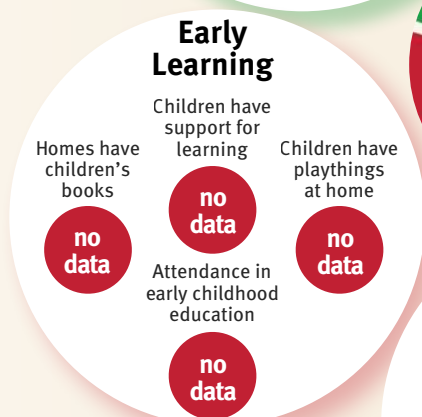 Early
Learning
Children have
support for
learning
no
data
Homes have
children’s
books
no
data
Children have
playthings
at home
no
data
Attendance in
early childhood
education
no
data